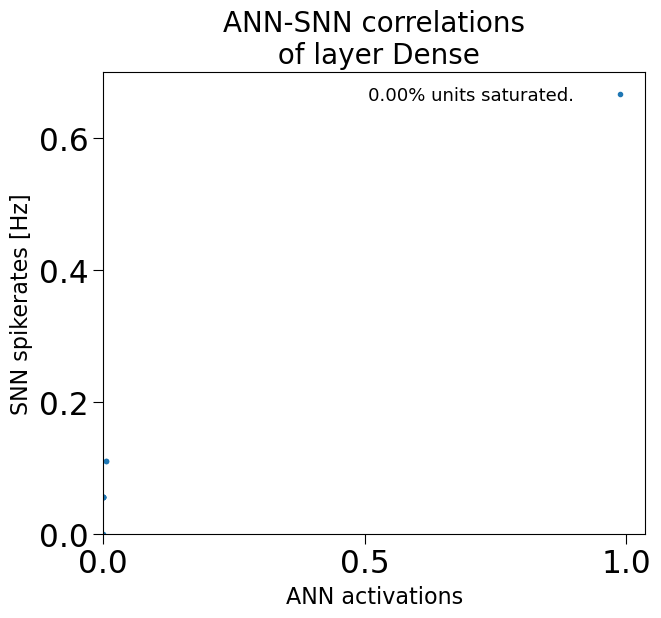 ANN-SNN correlations
of layer Dense
0.00% units saturated.
0.6
0.4
0.2
0.0
SNN spikerates [Hz]
0.0 0.5 1.0
ANN activations